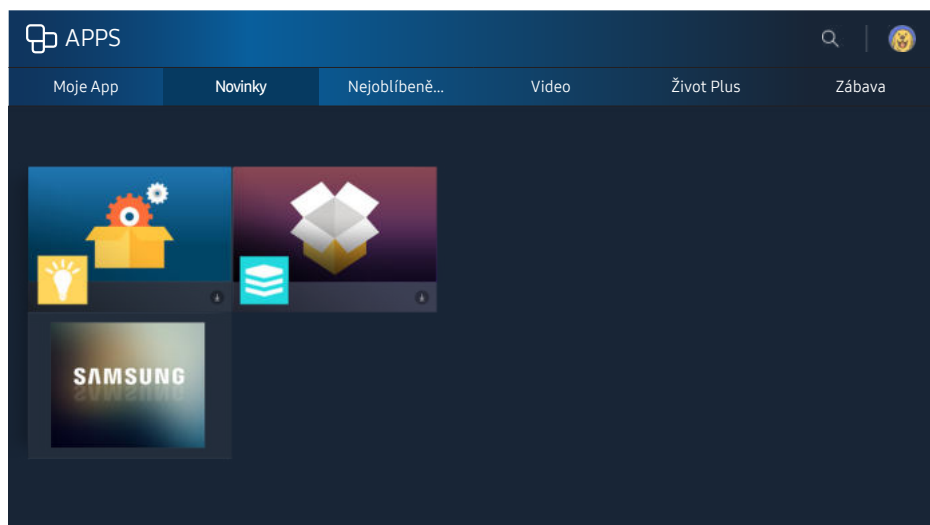 APPS
Moje App
Novinky
Nejoblíbeně...
Video
Život Plus
Zábava
SAMSUNG